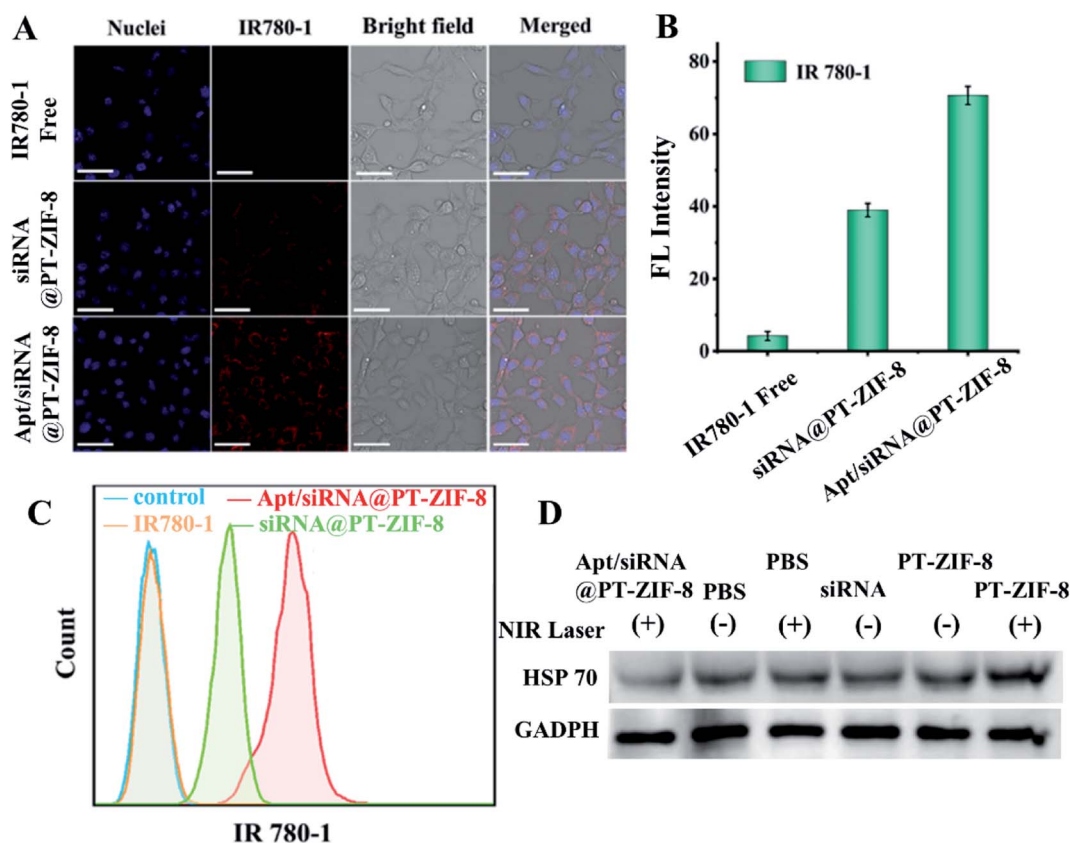 A
Nuclei
IR780-1
Bright field
Merged
IR780-1
Free
siRNA
@PT-ZIF-8
Apt/siRNA
@PT-ZIF-8
B
80
60
40
20
0
FL Intensity
IR 780-1
IR780-1 Free
siRNA@PT-ZIF-8
Apt/siRNA@PT-ZIF-8
C
control
Apt/siRNA@PT-ZIF-8
IR780-1
siRNA@PT-ZIF-8
Count
IR 780-1
D
Apt/siRNA PBS PT-ZIF-8
@PT-ZIF-8 PBS siRNA PT-ZIF-8
NIR Laser (+) (-) (+) (-) (-) (+)
HSP 70
GADPH